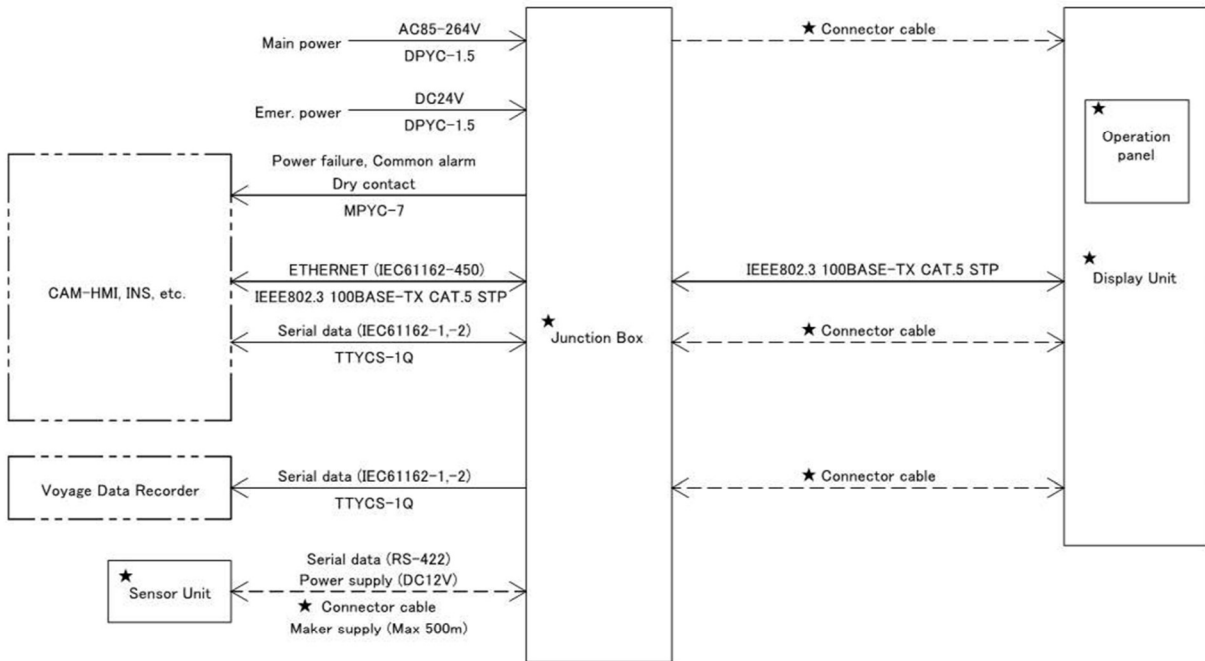 AC85-264V
Main power
DPYC-1.5
★ Connector cable
DC24V
Emer. power
DPYC-1.5
★
Operation
panel
Power failure, Common alarm
Dry contact
MPYC-7
CAM-HMI, INS, etc.
ETHERNET (IEC61162-450)
IEEE802.3 100BASE-TX CAT.5 STP
IEEE802.3 100BASE-TX CAT.5 STP
★
Display Unit
Serial data (IEC61162-1,-2)
TTYCS-1Q
★
Junction Box
★ Connector cable
Voyage Data Recorder
Serial data (IEC61162-1,-2)
TTYCS-1Q
★ Connector cable
★
Sensor Unit
Serial data (RS-422)
Power supply (DC12V)
★ Connector cable
Maker supply (Max 500m)